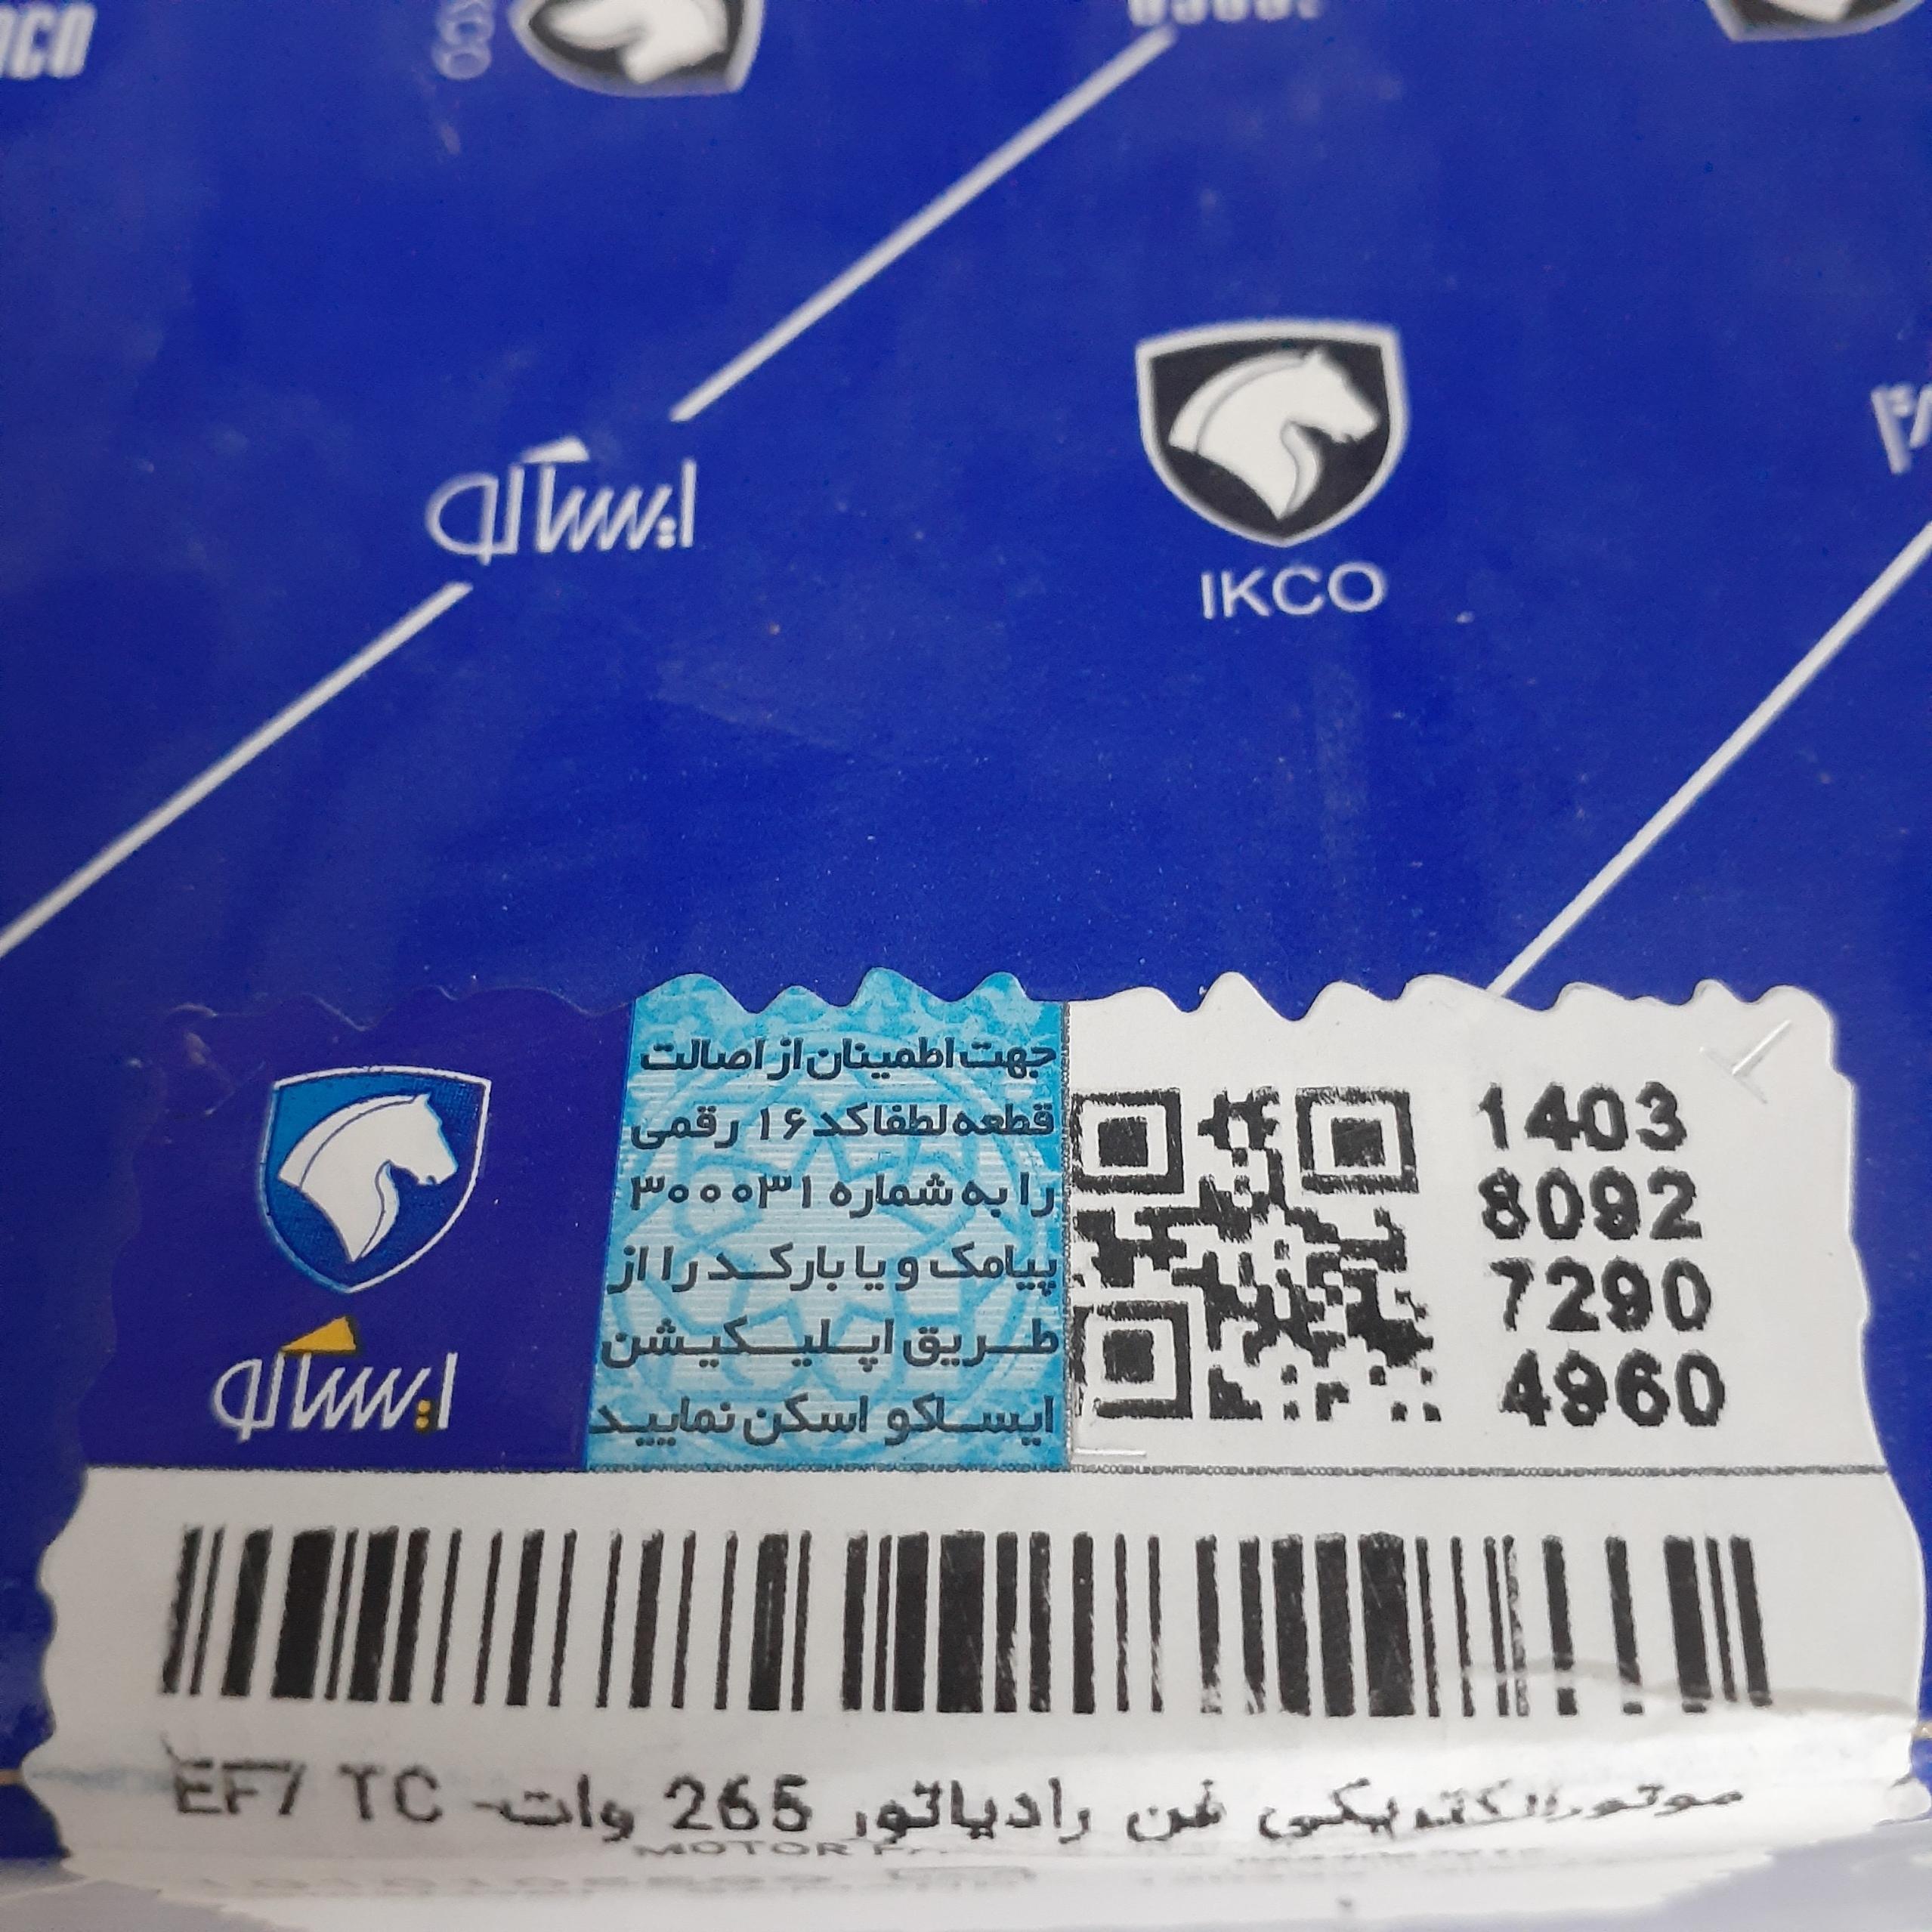 IKCO
ایساکو
IKCO
جهت اطمینان از اصالت
قطعه لطفا کد ۱۶ رقمی
را به شماره ۳۰۰۰۳۱
پیامک و یا بارکد را از
طریق اپلیکیشن
ایساکو اسکن نمایید
1403
8092
7290
4960
ایساکو
موتور الکتریکی فن رادیاتور 265 وات- EF7 TC
MOTOR